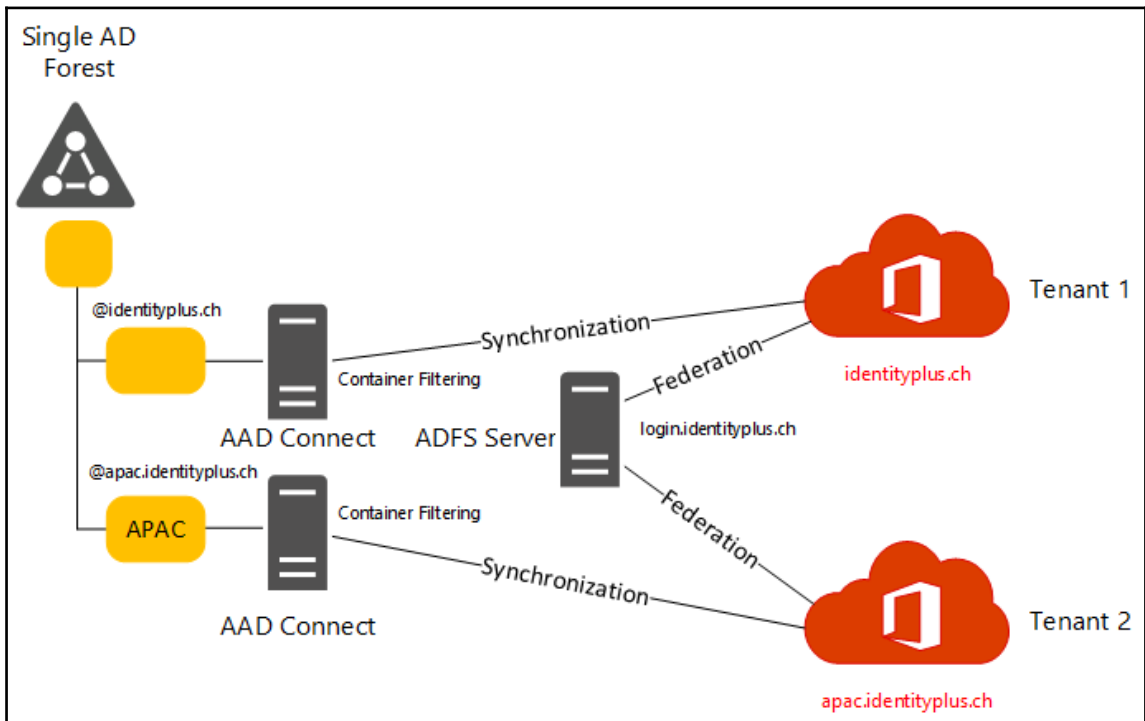 Single AD
Forest
@identityplus.ch
Synchronization
Tenant 1
Container Filtering
Federation
identityplus.ch
AAD Connect
ADFS Server
login.identityplus.ch
@apac.identityplus.ch
APAC
Container Filtering
Federation
Synchronization
AAD Connect
Tenant 2
apac.identityplus.ch